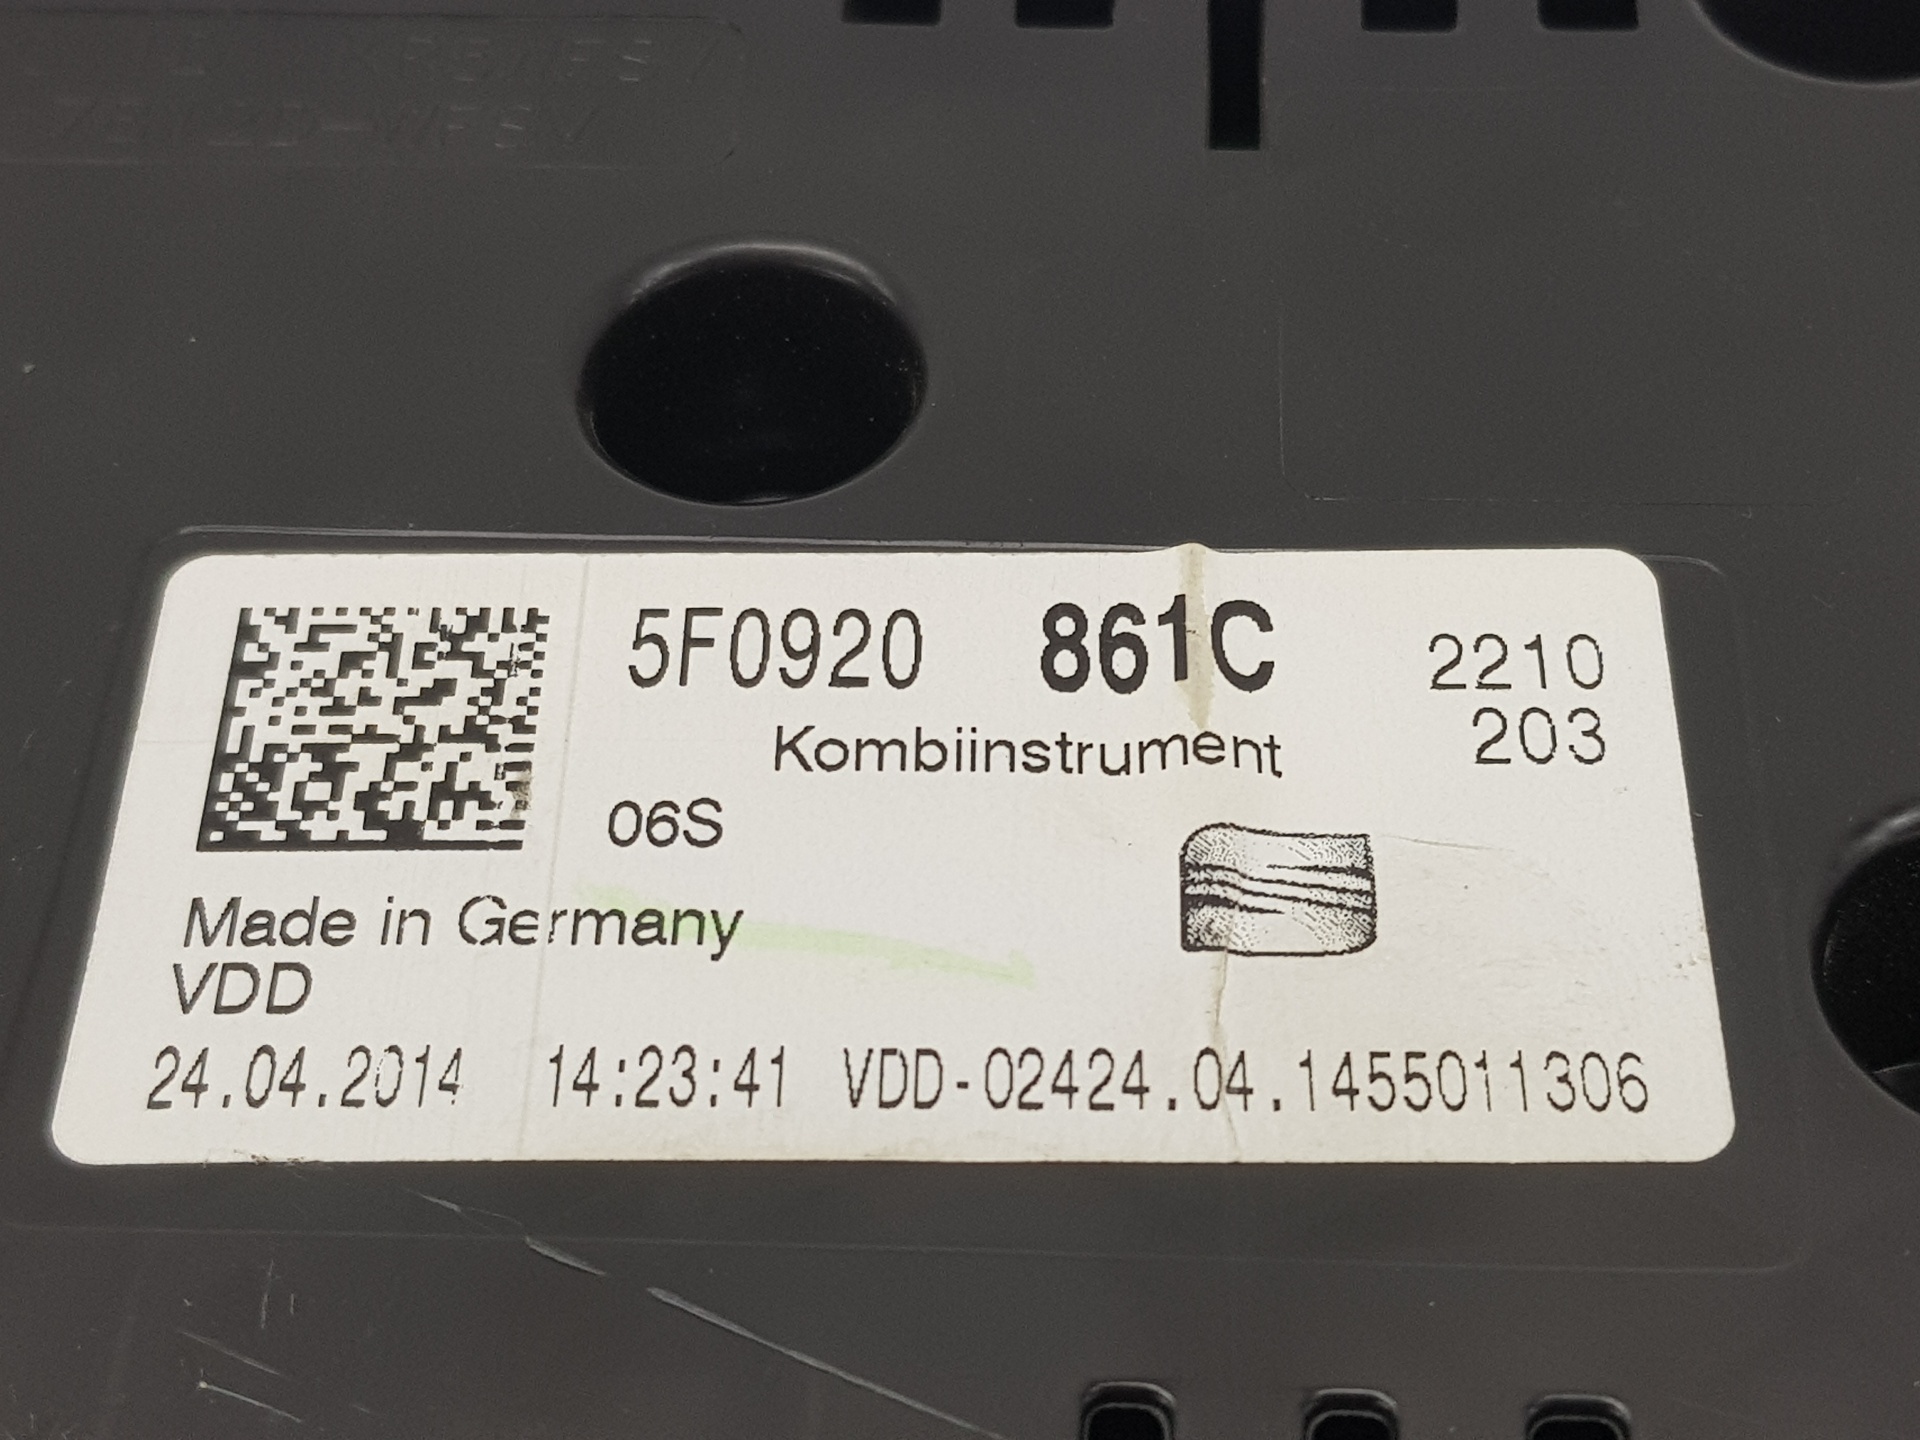 5F0920 861C 2210
Kombiinstrument 203
06S
Made in Germany
VDD
24.04.2014 14:23:41 VDD-02424.04.1455011306